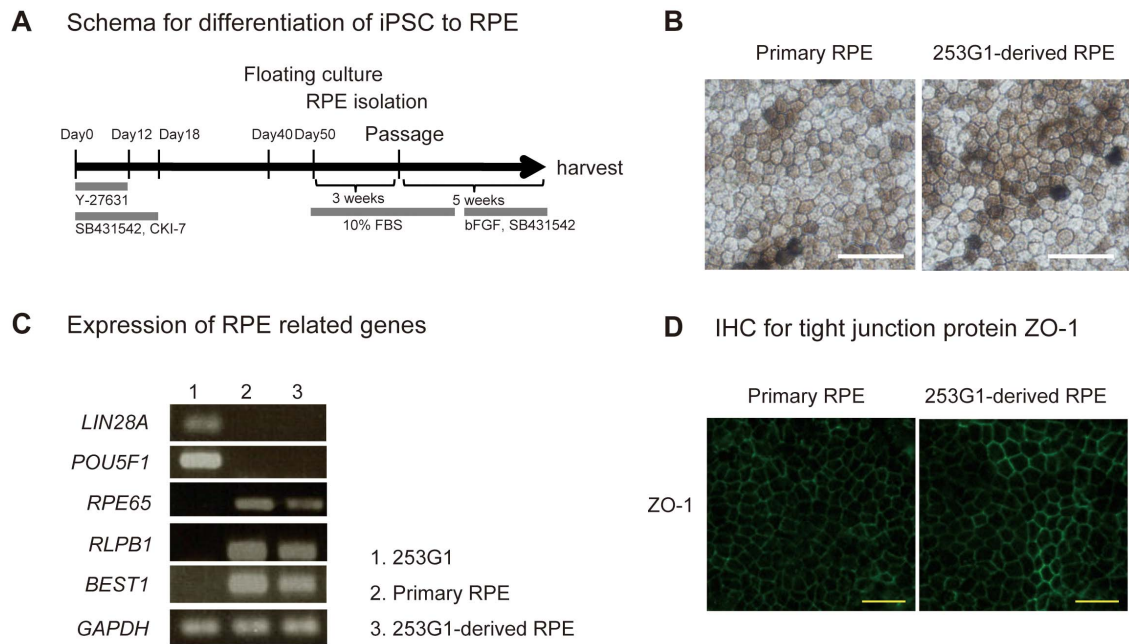 A Schema for differentiation of iPSC to RPE
Floating culture
RPE isolation
Day0 Day12 Day18 Day40 Day50 Passage
harvest
Y-27631
3 weeks 5 weeks
SB431542, CKI-7
10% FBS bFGF, SB431542
B
Primary RPE 253G1-derived RPE
C Expression of RPE related genes
1 2 3
LIN28A
POU5F1
RPE65
RLPB1
BEST1
GAPDH
1. 253G1
2. Primary RPE
3. 253G1-derived RPE
D IHC for tight junction protein ZO-1
Primary RPE 253G1-derived RPE
ZO-1